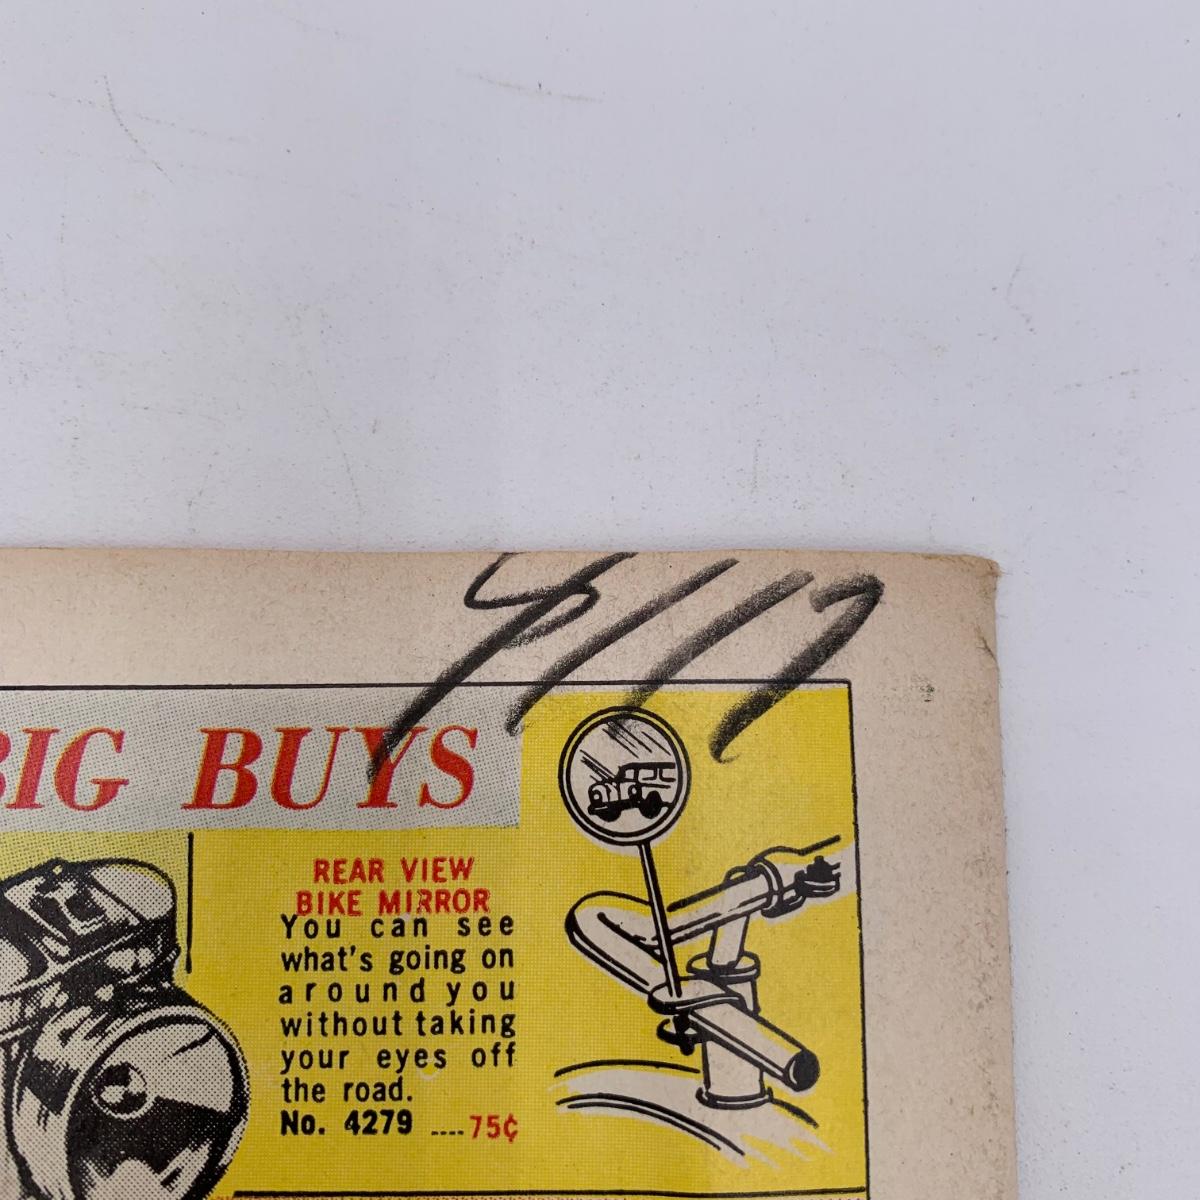 BIG BUYS
REAR VIEW
BIKE MIRROR
You can see
what's going on
around you
without taking
your eyes off
the road.
No. 4279 ....75¢